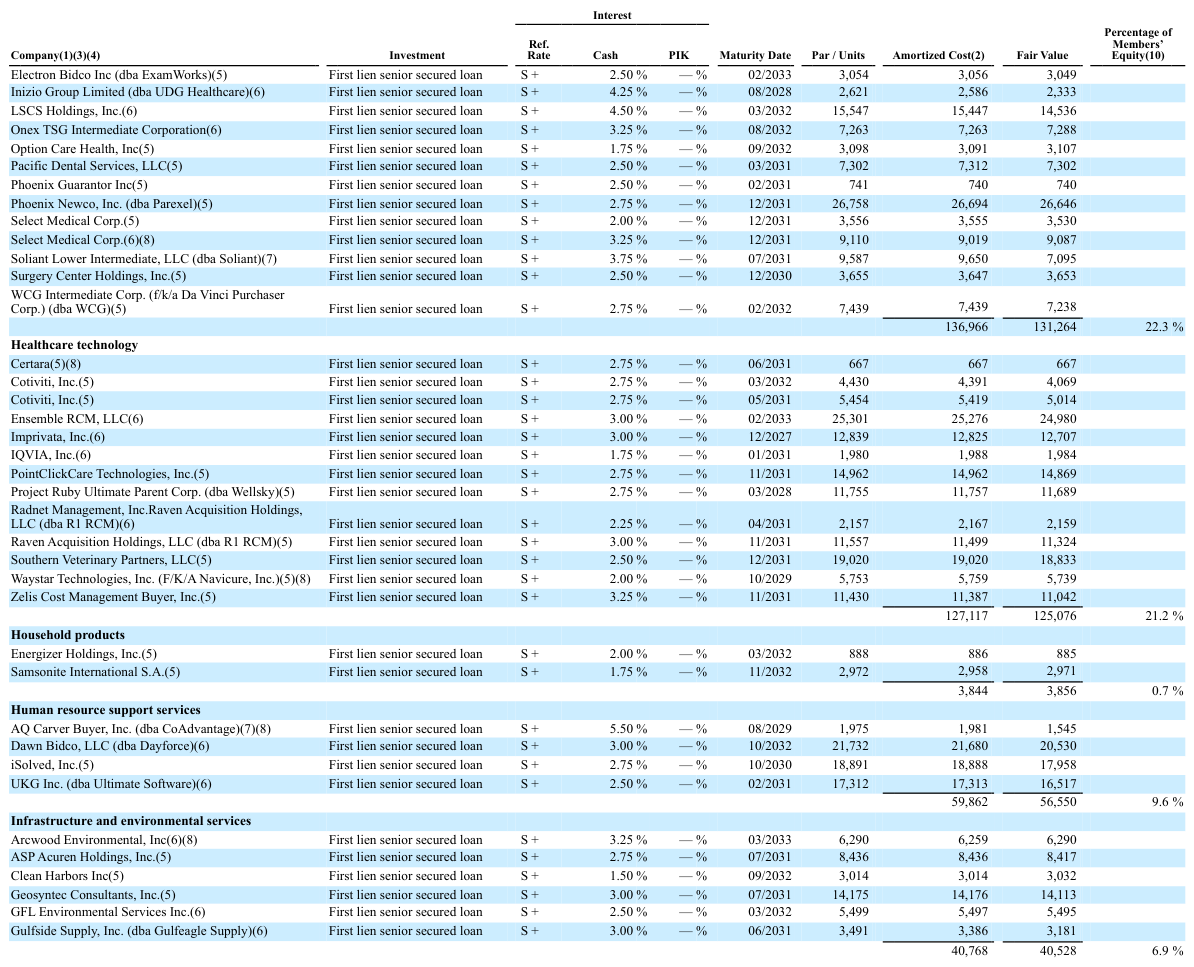 Interest
Company(1)(3)(4) Investment Ref. Rate Cash PIK Maturity Date Par / Units Amortized Cost(2) Fair Value Percentage of Members’ Equity(10)
Electron Bidco Inc (dba ExamWorks)(5) First lien senior secured loan S + 2.50 % — % 02/2033 3,054 3,056 3,049
Inizio Group Limited (dba UDG Healthcare)(6) First lien senior secured loan S + 4.25 % — % 08/2028 2,621 2,586 2,333
LSCS Holdings, Inc.(6) First lien senior secured loan S + 4.50 % — % 03/2032 15,547 15,447 14,536
Onex TSG Intermediate Corporation(6) First lien senior secured loan S + 3.25 % — % 08/2032 7,263 7,263 7,288
Option Care Health, Inc(5) First lien senior secured loan S + 1.75 % — % 09/2032 3,098 3,091 3,107
Pacific Dental Services, LLC(5) First lien senior secured loan S + 2.50 % — % 03/2031 7,302 7,312 7,302
Phoenix Guarantor Inc(5) First lien senior secured loan S + 2.50 % — % 02/2031 741 740 740
Phoenix Newco, Inc. (dba Parexel)(5) First lien senior secured loan S + 2.75 % — % 12/2031 26,758 26,694 26,646
Select Medical Corp.(5) First lien senior secured loan S + 2.00 % — % 12/2031 3,556 3,555 3,530
Select Medical Corp.(6)(8) First lien senior secured loan S + 3.25 % — % 12/2031 9,110 9,019 9,087
Soliant Lower Intermediate, LLC (dba Soliant)(7) First lien senior secured loan S + 3.75 % — % 07/2031 9,587 9,650 7,095
Surgery Center Holdings, Inc.(5) First lien senior secured loan S + 2.50 % — % 12/2030 3,655 3,647 3,653
WCG Intermediate Corp. (f/k/a Da Vinci Purchaser
Corp.) (dba WCG)(5) First lien senior secured loan S + 2.75 % — % 02/2032 7,439 7,439 7,238
136,966 131,264 22.3 %
Healthcare technology
Certara(5)(8) First lien senior secured loan S + 2.75 % — % 06/2031 667 667 667
Cotiviti, Inc.(5) First lien senior secured loan S + 2.75 % — % 03/2032 4,430 4,391 4,069
Cotiviti, Inc.(5) First lien senior secured loan S + 2.75 % — % 05/2031 5,454 5,419 5,014
Ensemble RCM, LLC(6) First lien senior secured loan S + 3.00 % — % 02/2033 25,301 25,276 24,980
Imprivata, Inc.(6) First lien senior secured loan S + 3.00 % — % 12/2027 12,839 12,825 12,707
IQVIA, Inc.(6) First lien senior secured loan S + 1.75 % — % 01/2031 1,980 1,988 1,984
PointClickCare Technologies, Inc.(5) First lien senior secured loan S + 2.75 % — % 11/2031 14,962 14,962 14,869
Project Ruby Ultimate Parent Corp. (dba Wellsky)(5) First lien senior secured loan S + 2.75 % — % 03/2028 11,755 11,757 11,689
Radnet Management, Inc.Raven Acquisition Holdings,
LLC (dba R1 RCM)(6) First lien senior secured loan S + 2.25 % — % 04/2031 2,157 2,167 2,159
Raven Acquisition Holdings, LLC (dba R1 RCM)(5) First lien senior secured loan S + 3.00 % — % 11/2031 11,557 11,499 11,324
Southern Veterinary Partners, LLC(5) First lien senior secured loan S + 2.50 % — % 12/2031 19,020 19,020 18,833
Waystar Technologies, Inc. (F/K/A Navicure, Inc.)(5)(8) First lien senior secured loan S + 2.00 % — % 10/2029 5,753 5,759 5,739
Zelis Cost Management Buyer, Inc.(5) First lien senior secured loan S + 3.25 % — % 11/2031 11,430 11,387 11,042
127,117 125,076 21.2 %
Household products
Energizer Holdings, Inc.(5) First lien senior secured loan S + 2.00 % — % 03/2032 888 886 885
Samsonite International S.A.(5) First lien senior secured loan S + 1.75 % — % 11/2032 2,972 2,958 2,971
3,844 3,856 0.7 %
Human resource support services
AQ Carver Buyer, Inc. (dba CoAdvantage)(7)(8) First lien senior secured loan S + 5.50 % — % 08/2029 1,975 1,981 1,545
Dawn Bidco, LLC (dba Dayforce)(6) First lien senior secured loan S + 3.00 % — % 10/2032 21,732 21,680 20,530
iSolved, Inc.(5) First lien senior secured loan S + 2.75 % — % 10/2030 18,891 18,888 17,958
UKG Inc. (dba Ultimate Software)(6) First lien senior secured loan S + 2.50 % — % 02/2031 17,312 17,313 16,517
59,862 56,550 9.6 %
Infrastructure and environmental services
Arcwood Environmental, Inc(6)(8) First lien senior secured loan S + 3.25 % — % 03/2033 6,290 6,259 6,290
ASP Acuren Holdings, Inc.(5) First lien senior secured loan S + 2.75 % — % 07/2031 8,436 8,436 8,417
Clean Harbors Inc(5) First lien senior secured loan S + 1.50 % — % 09/2032 3,014 3,014 3,032
Geosyntec Consultants, Inc.(5) First lien senior secured loan S + 3.00 % — % 07/2031 14,175 14,176 14,113
GFL Environmental Services Inc.(6) First lien senior secured loan S + 2.50 % — % 03/2032 5,499 5,497 5,495
Gulfside Supply, Inc. (dba Gulfeagle Supply)(6) First lien senior secured loan S + 3.00 % — % 06/2031 3,491 3,386 3,181
40,768 40,528 6.9 %